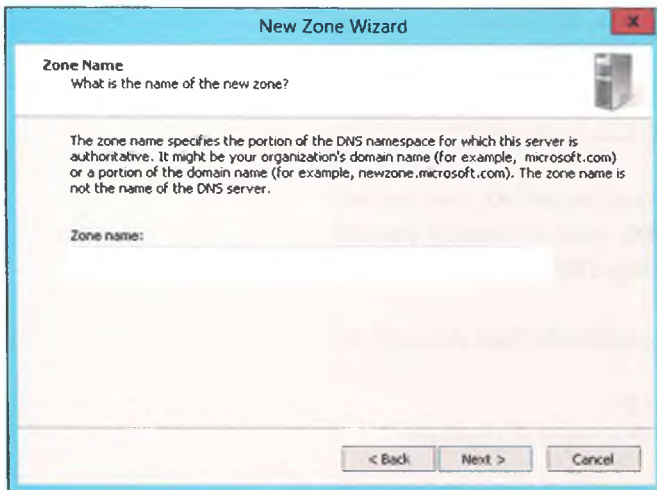 New Zone Wizard
x
Zone Name
What is the name of the new zone?
The zone name specifies the portion of the DNS namespace for which this server is
authoritative. It might be your organization's domain name (for example, microsoft.com)
or a portion of the domain name (for example, newzone.microsoft.com). The zone name is
not the name of the DNS server.
Zone name:
< Back
Next >
Cancel